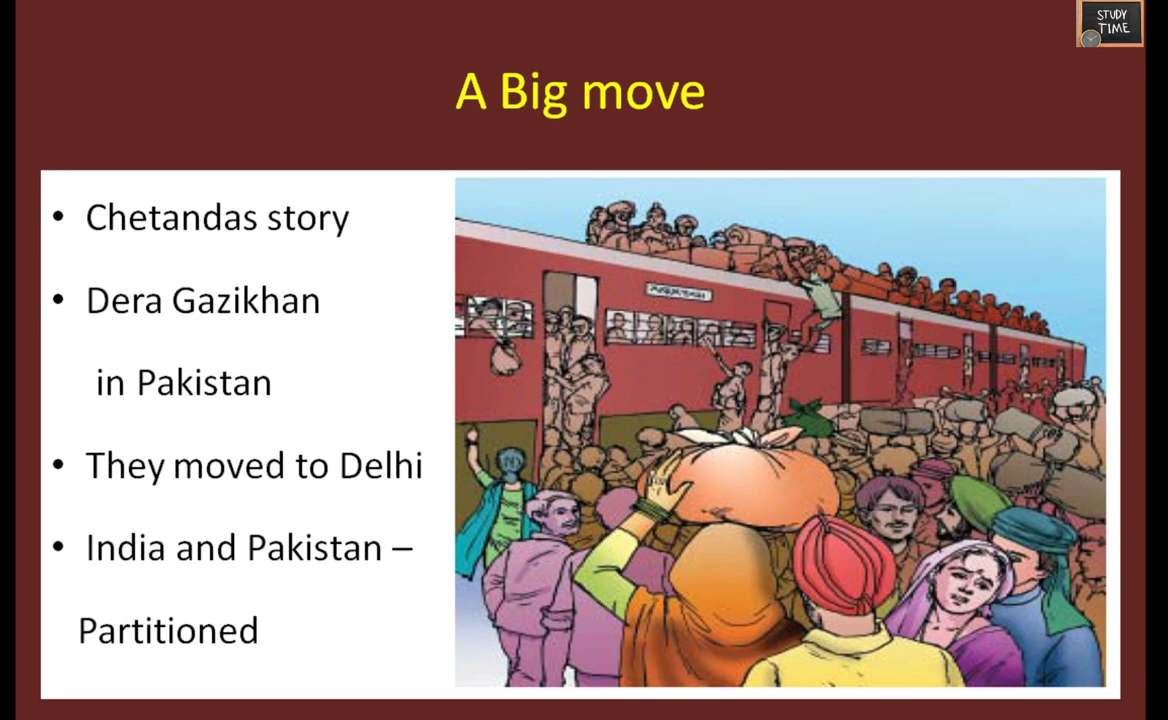 STUDY
TIME
A Big move
• Chetandas story
• Dera Gazikhan
in Pakistan
• They moved to Delhi
• India and Pakistan –
Partitioned